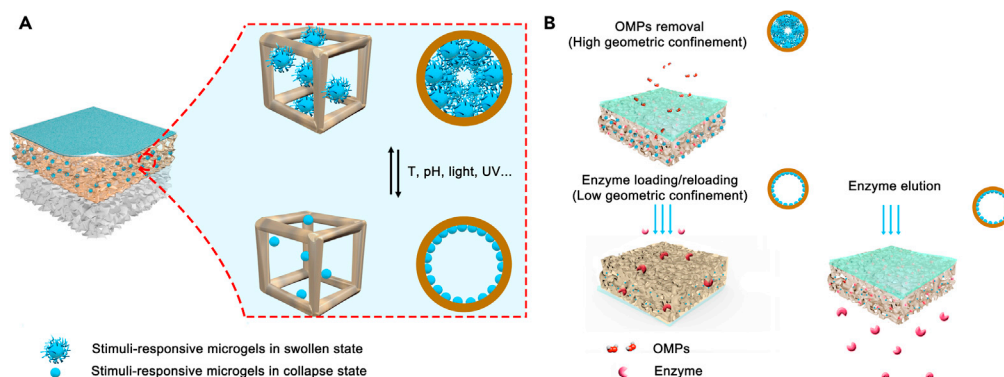 A
T, pH, light, UV...
Stimuli-responsive microgels in swollen state
Stimuli-responsive microgels in collapse state
B
OMPs removal
(High geometric confinement)
Enzyme loading/reloading
(Low geometric confinement)
Enzyme elution
OMPs
Enzyme